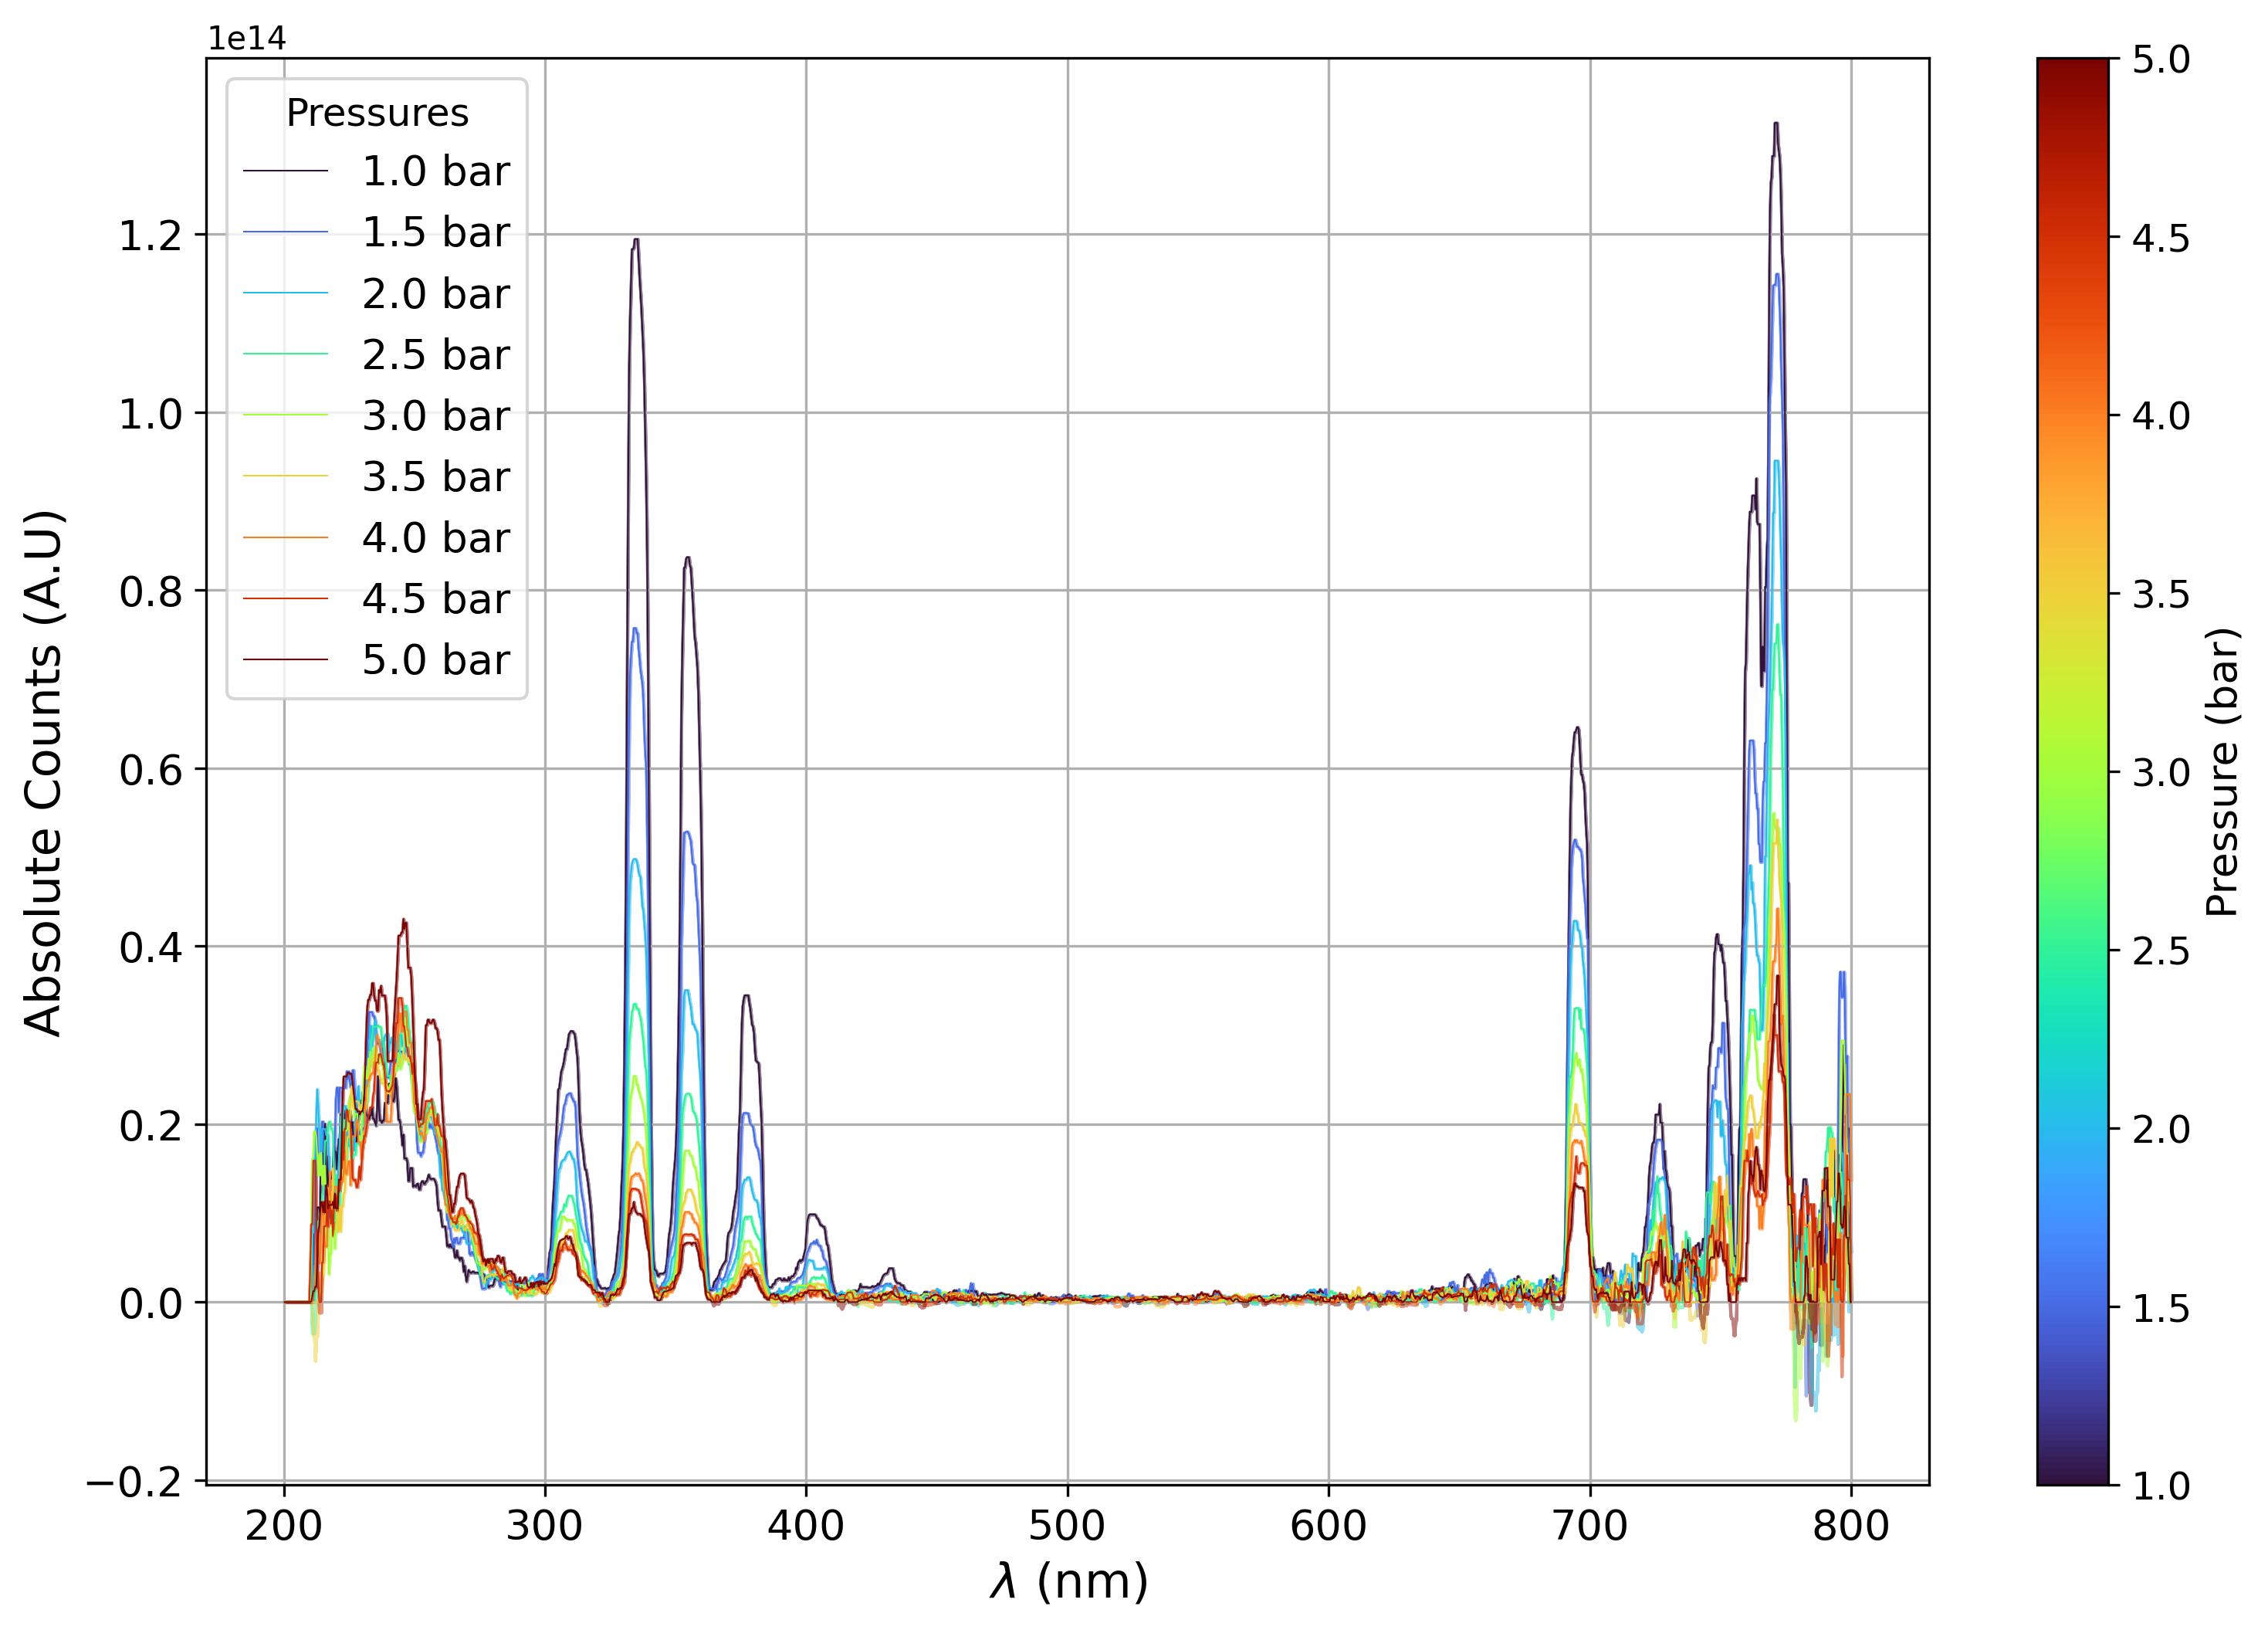 1e14
Pressures
1.0 bar
1.5 bar
2.0 bar
2.5 bar
3.0 bar
3.5 bar
4.0 bar
4.5 bar
5.0 bar
1.2
1.0
0.8
0.6
0.4
0.2
0.0
−0.2
Absolute Counts (A.U)
200 300 400 500 600 700 800
λ (nm)
5.0
4.5
4.0
3.5
3.0
2.5
2.0
1.5
1.0
Pressure (bar)